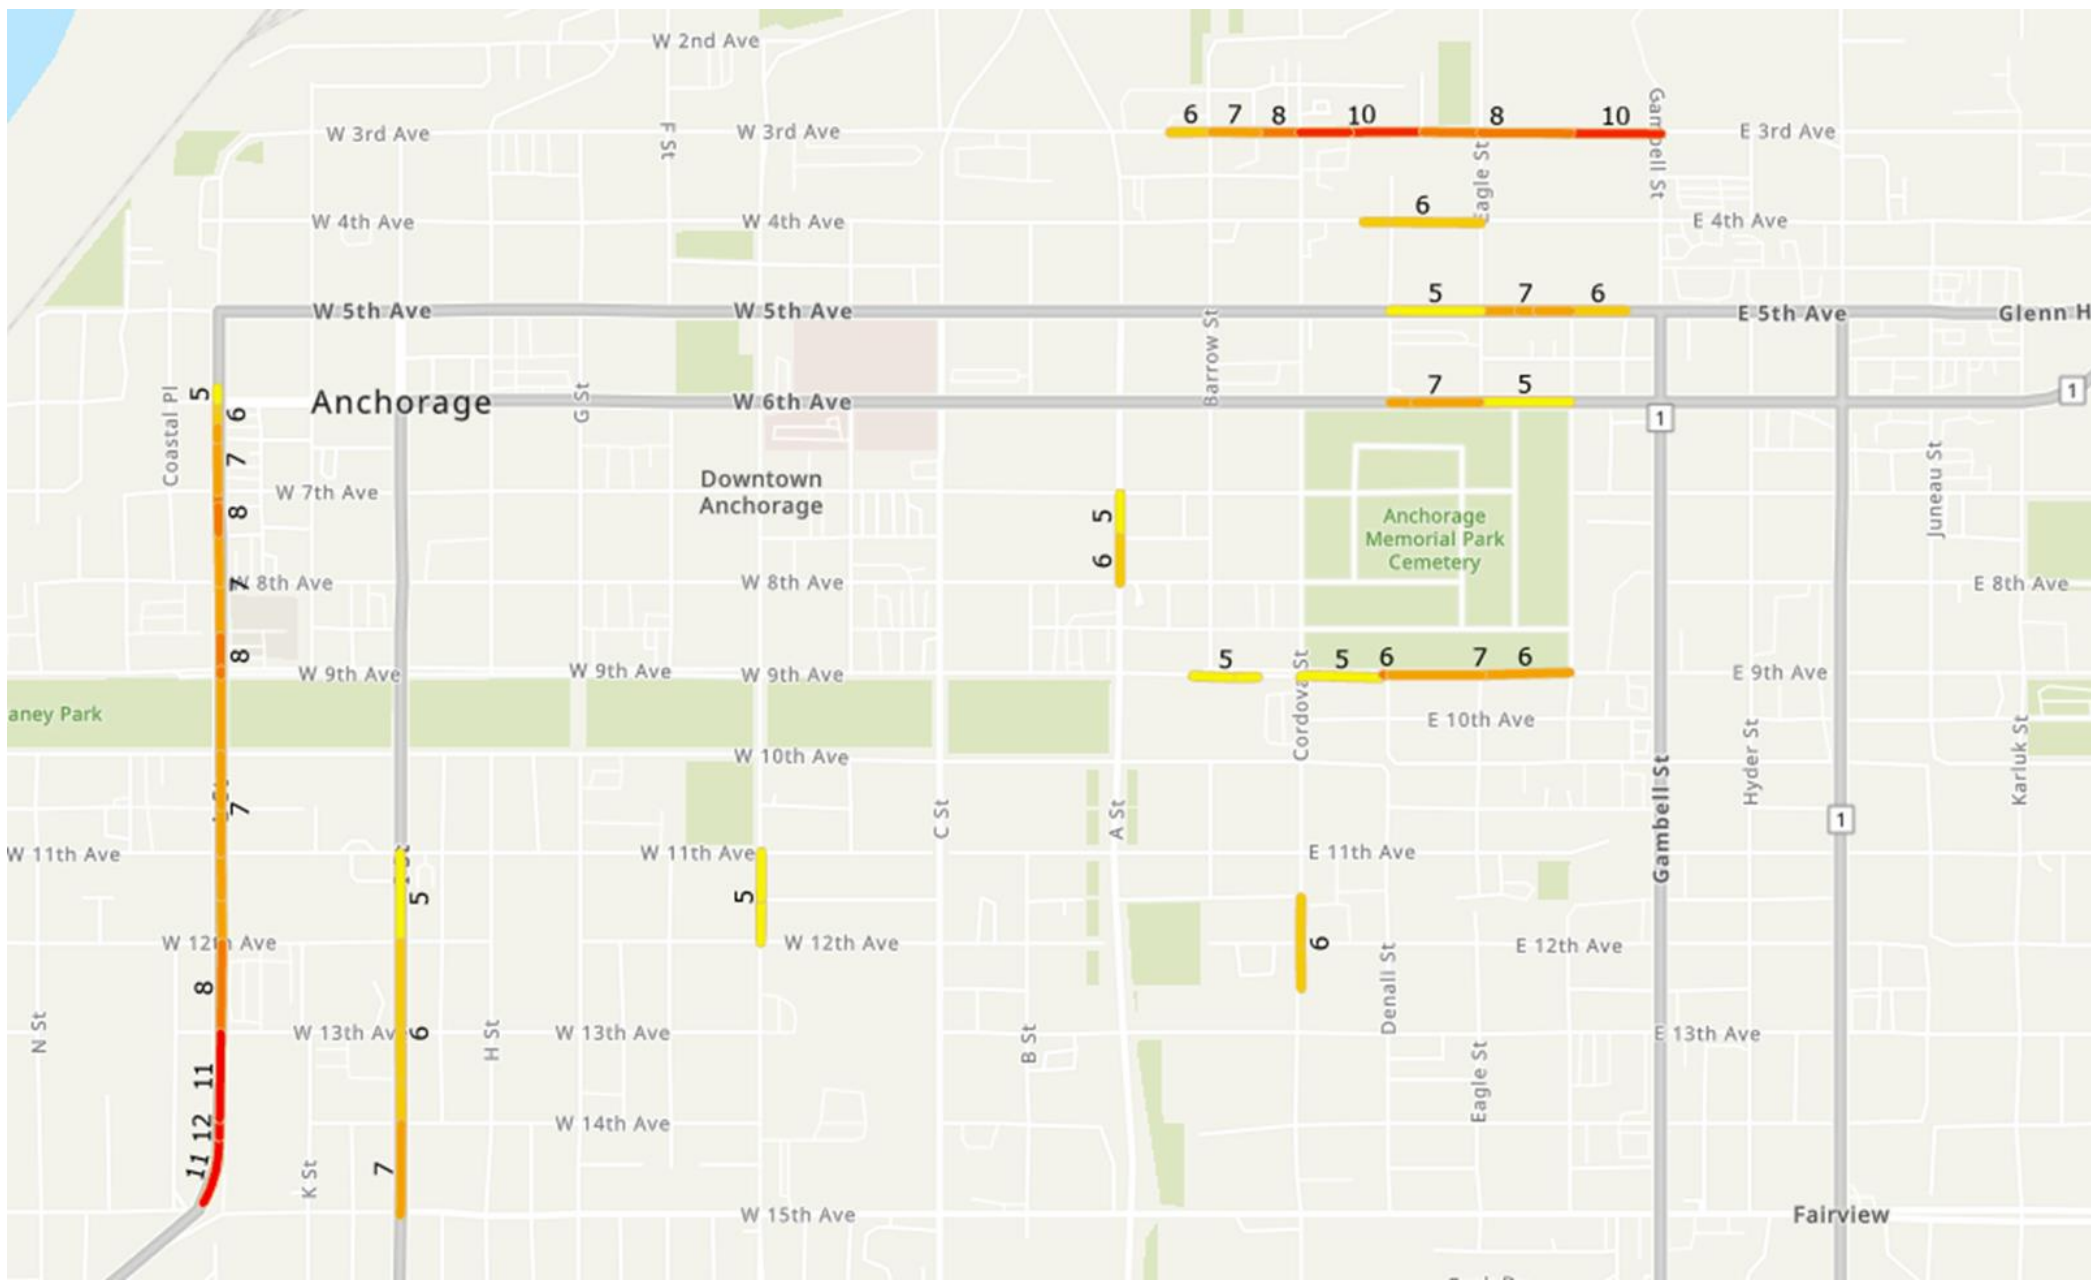 W 2nd Ave
W 3rd Ave
F St
W 3rd Ave
6
7
8
10
8
10
Gambell St
E 3rd Ave
Eagle St
W 4th Ave
W 4th Ave
6
E 4th Ave
W 5th Ave
W 5th Ave
Barrow St
5
7
6
E 5th Ave
Glenn H
Coastal Pl
5
6
Anchorage
G St
W 6th Ave
7
5
1
1
7
W 7th Ave
8
Downtown
Anchorage
5
6
Anchorage
Memorial Park
Cemetery
Juneau St
7
W 8th Ave
W 8th Ave
E 8th Ave
8
W 9th Ave
W 9th Ave
W 9th Ave
5
5
6
7
6
E 9th Ave
aney Park
Cordova St
E 10th Ave
W 10th Ave
Hyder St
Karluk St
7
C St
A St
Gambell St
1
W 11th Ave
W 11th Ave
E 11th Ave
5
5
W 12th Ave
W 12th Ave
6
E 12th Ave
8
Denali St
N St
W 13th Av
6
H St
W 13th Ave
B St
E 13th Ave
11
Eagle St
12
W 14th Ave
11
K St
7
W 15th Ave
Fairview